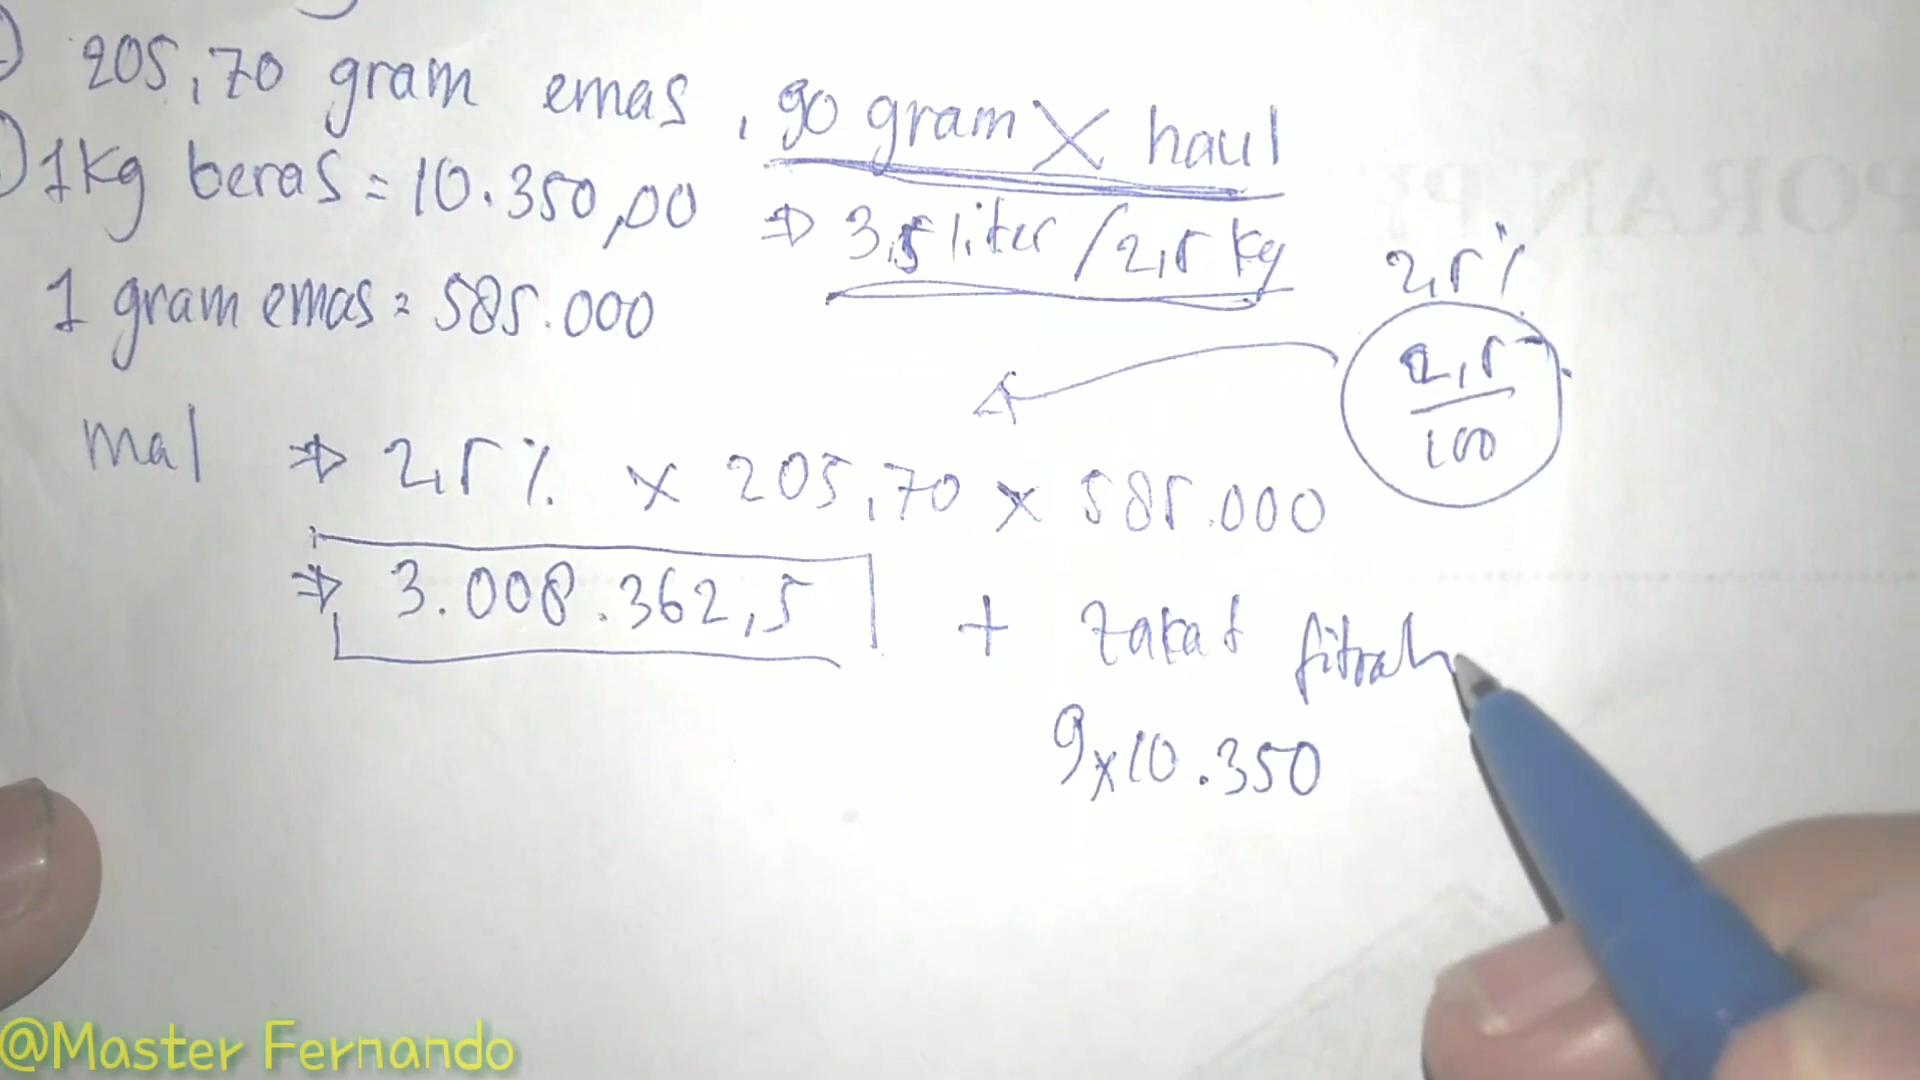 205,70 gram emas, 90 gram X haul
1kg beras = 10.350,00 ⇒ 3,5 liter / 2,5 kg
1 gram emas = 585.000
2,5%
2,5
100
mal ⇒ 2,5% x 205,70 x 585.000
⇒ 3.008.362,5 + zakat fitrah
9x10.350
@Master Fernando